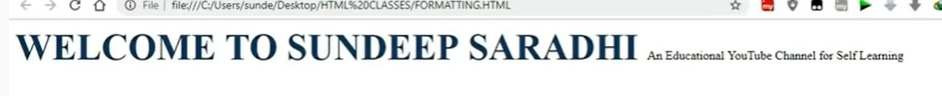 File | file:///C:/Users/sunde/Desktop/HTML%20CLASSES/FORMATTING.HTML
WELCOME TO SUNDEEP SARADHI An Educational YouTube Channel for Self Learning